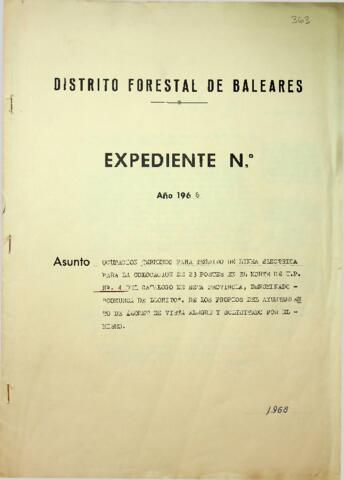 363
DISTRITO FORESTAL DE BALEARES
EXPEDIENTE N.º
Año 196 6
Asunto OCUPACION TERRENOS PARA TENDIDO DE LINEA ELECTRICA
PARA LA COLOCACION DE 23 POSTES EN EL MONTE DE U.P.
Nº. 4 DEL CATALOGO DE ESTA PROVINCIA, DENOMINADO -
"COMUNA DE LLORITO", DE LOS PROPIOS DEL AYUNTAMIEN
TO DE LLORET DE VISTA ALEGRE Y SOLICITADO POR EL -
MISMO.
1968